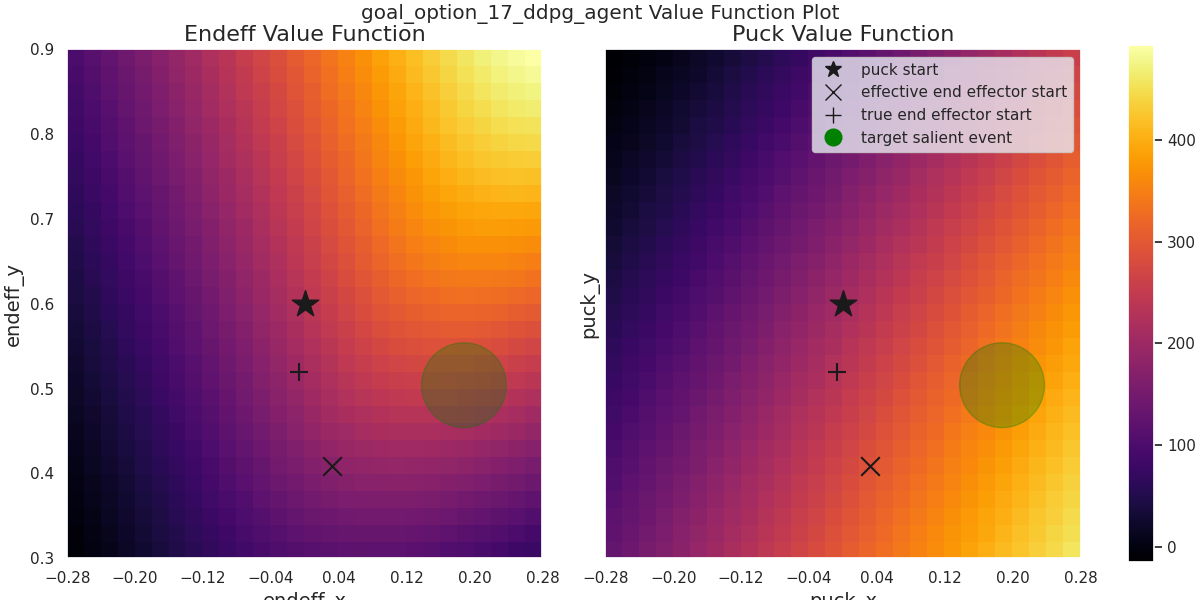 goal_option_17_ddpg_agent Value Function Plot
Endeff Value Function
Puck Value Function
puck start
effective end effector start
true end effector start
target salient event
endeff_y
0.9
0.8
0.7
0.6
0.5
0.4
0.3
−0.28 −0.20 −0.12 −0.04 0.04 0.12 0.20 0.28
endeff_x
puck_y
−0.28 −0.20 −0.12 −0.04 0.04 0.12 0.20 0.28
puck_x
400
300
200
100
0